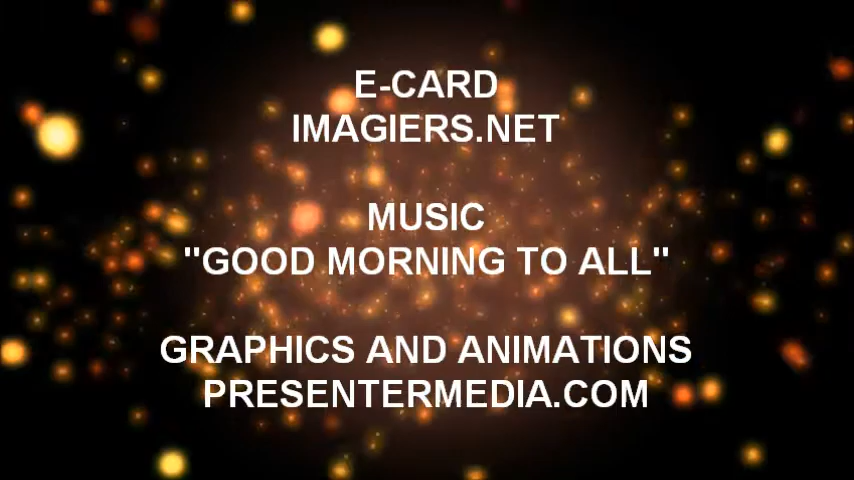 E-CARD
IMAGIERS.NET
MUSIC
"GOOD MORNING TO ALL"
GRAPHICS AND ANIMATIONS
PRESENTERMEDIA.COM